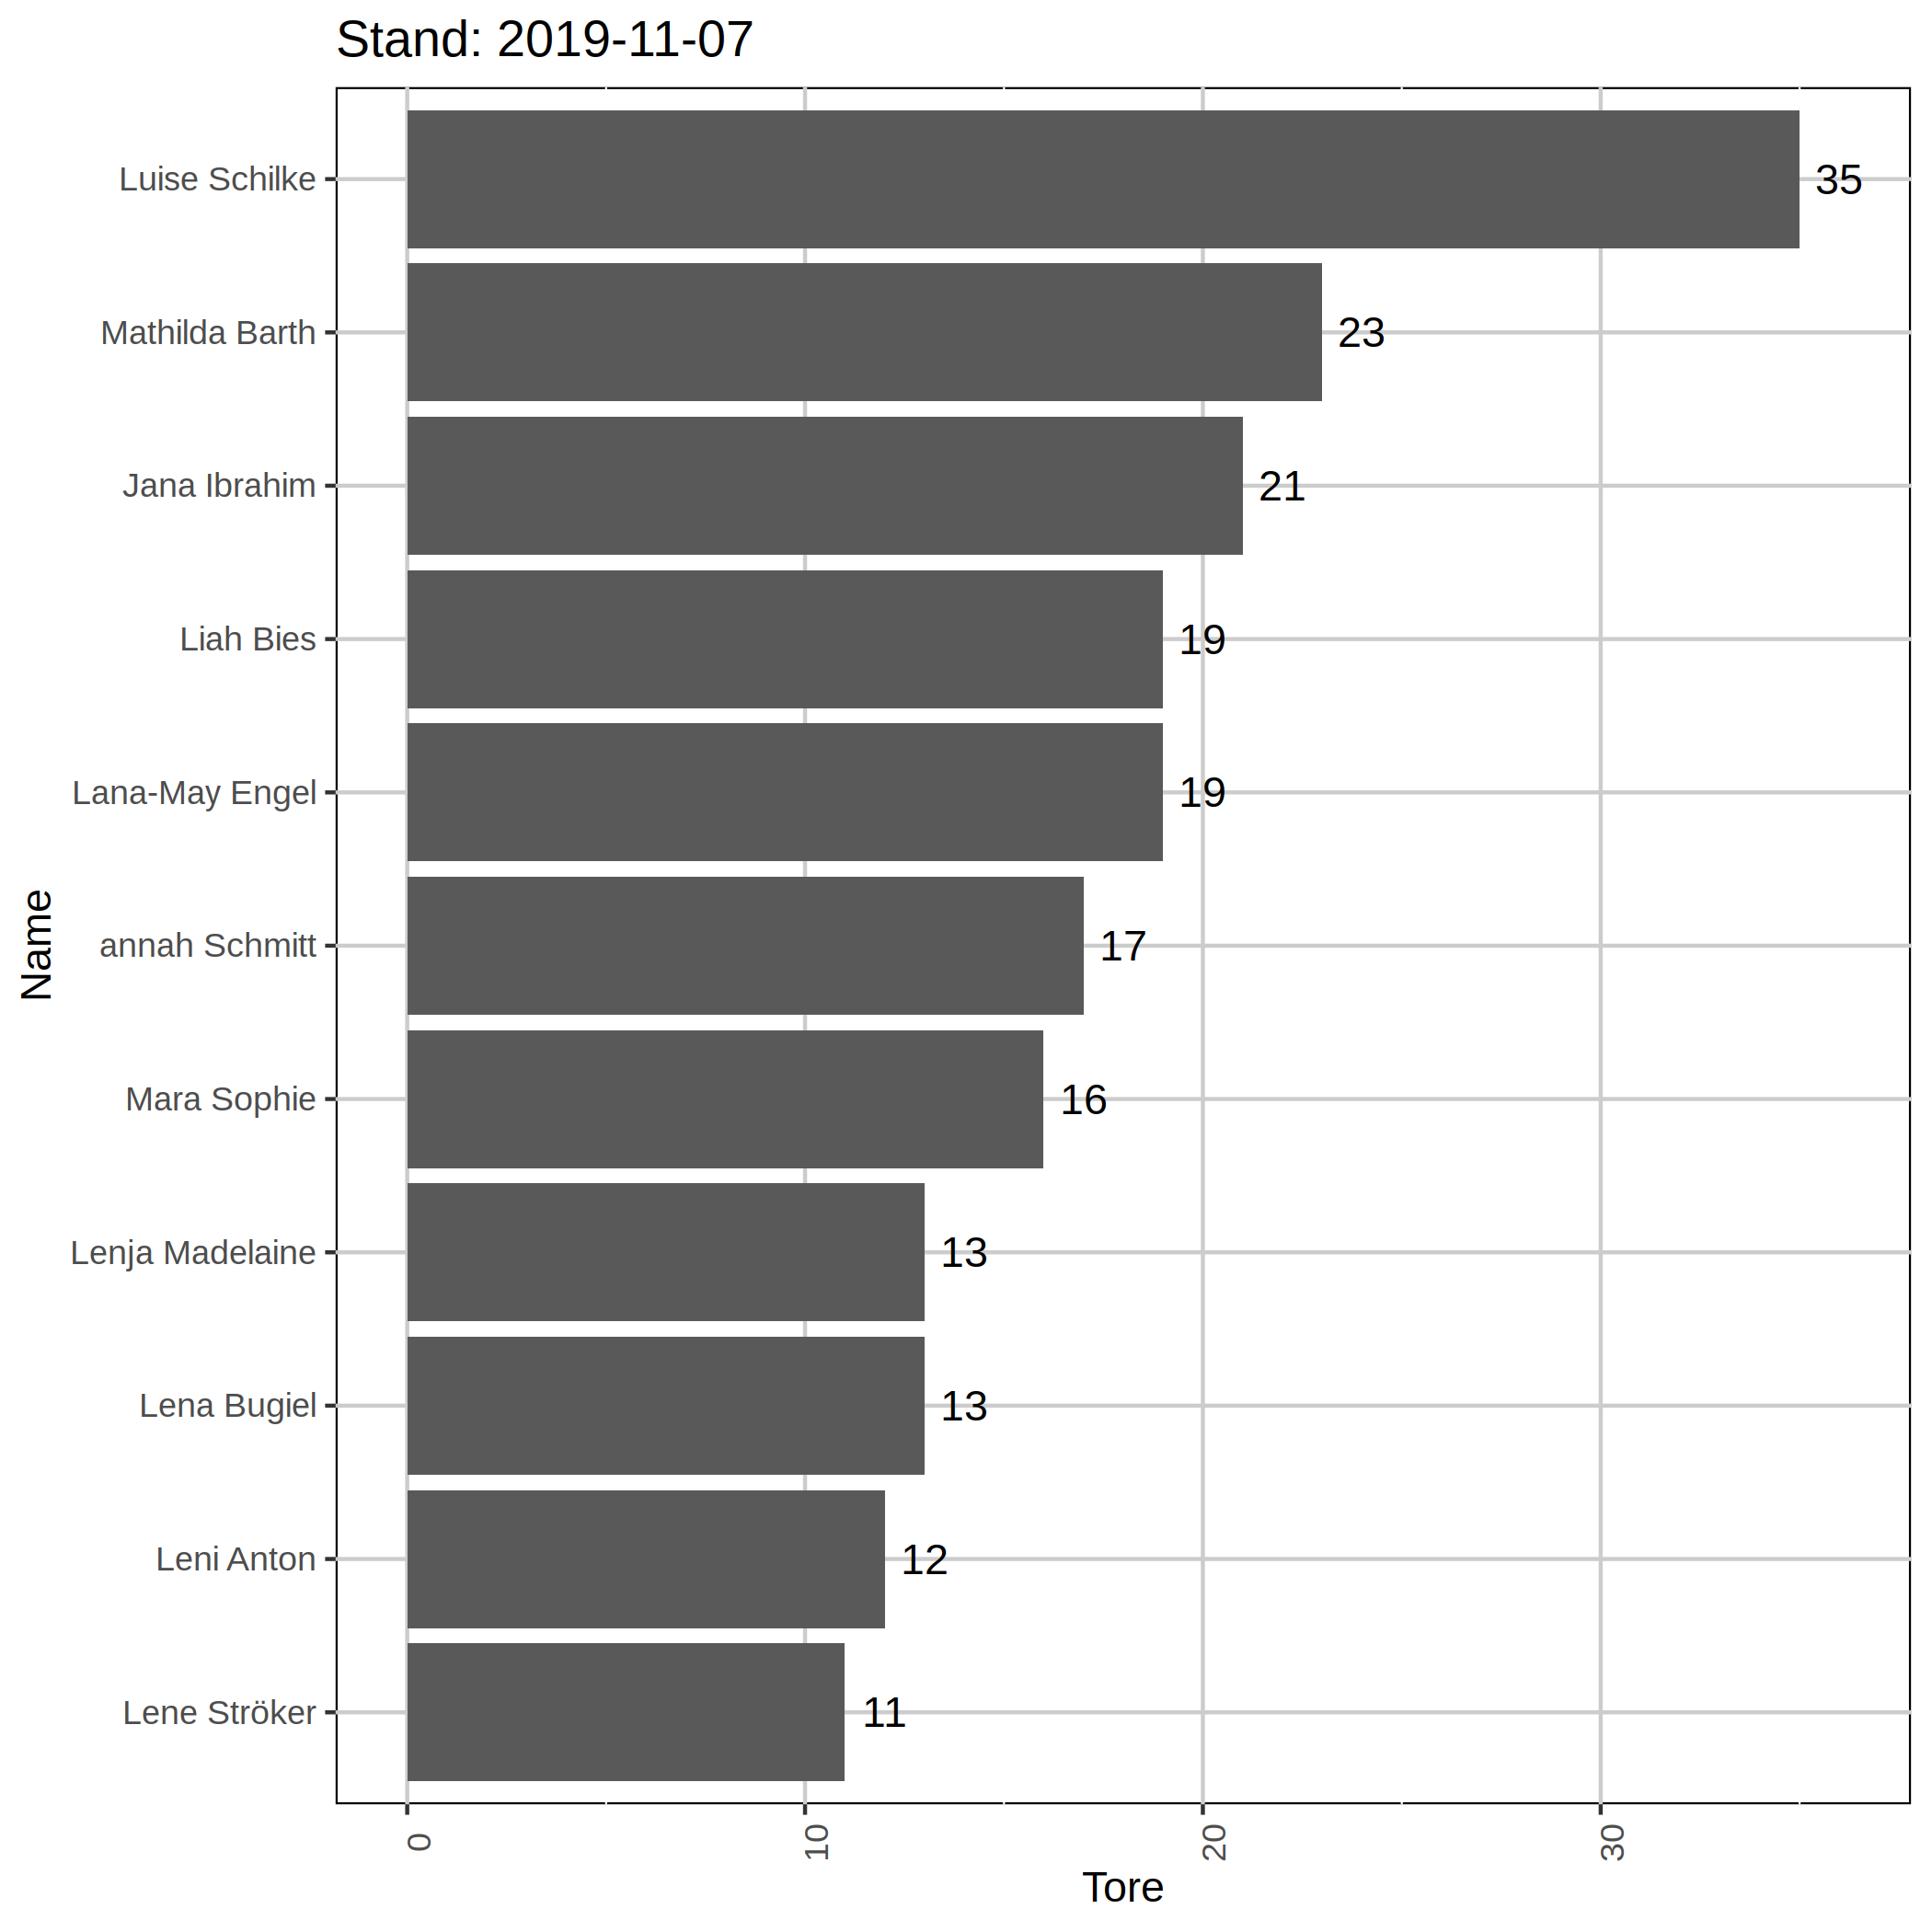 Stand: 2019-11-07
Luise Schilke 35
Mathilda Barth 23
Jana Ibrahim 21
Liah Bies 19
Lana-May Engel 19
annah Schmitt 17
Mara Sophie 16
Lenja Madelaine 13
Lena Bugiel 13
Leni Anton 12
Lene Ströker 11
Name
0 10 20 30
Tore